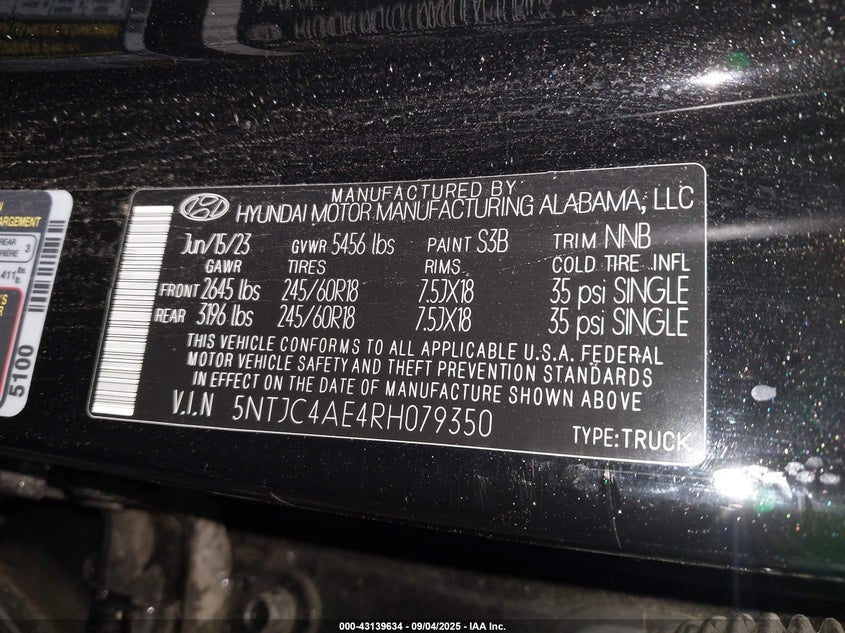 MANUFACTURED BY
HYUNDAI MOTOR MANUFACTURING ALABAMA, LLC
Jun/15/23 GVWR 5456 lbs PAINT S3B TRIM NNB
GAWR TIRES RIMS COLD TIRE INFL
FRONT 2645 lbs 245/60R18 7.5JX18 35 psi SINGLE
REAR 3196 lbs 245/60R18 7.5JX18 35 psi SINGLE
THIS VEHICLE CONFORMS TO ALL APPLICABLE U.S.A. FEDERAL
MOTOR VEHICLE SAFETY AND THEFT PREVENTION STANDARDS
IN EFFECT ON THE DATE OF MANUFACTURE SHOWN ABOVE
V.I.N 5NTJC4AE4RH079350
TYPE:TRUCK
REAR 3
5100
000-43139634 - 09/04/2025 - IAA Inc.